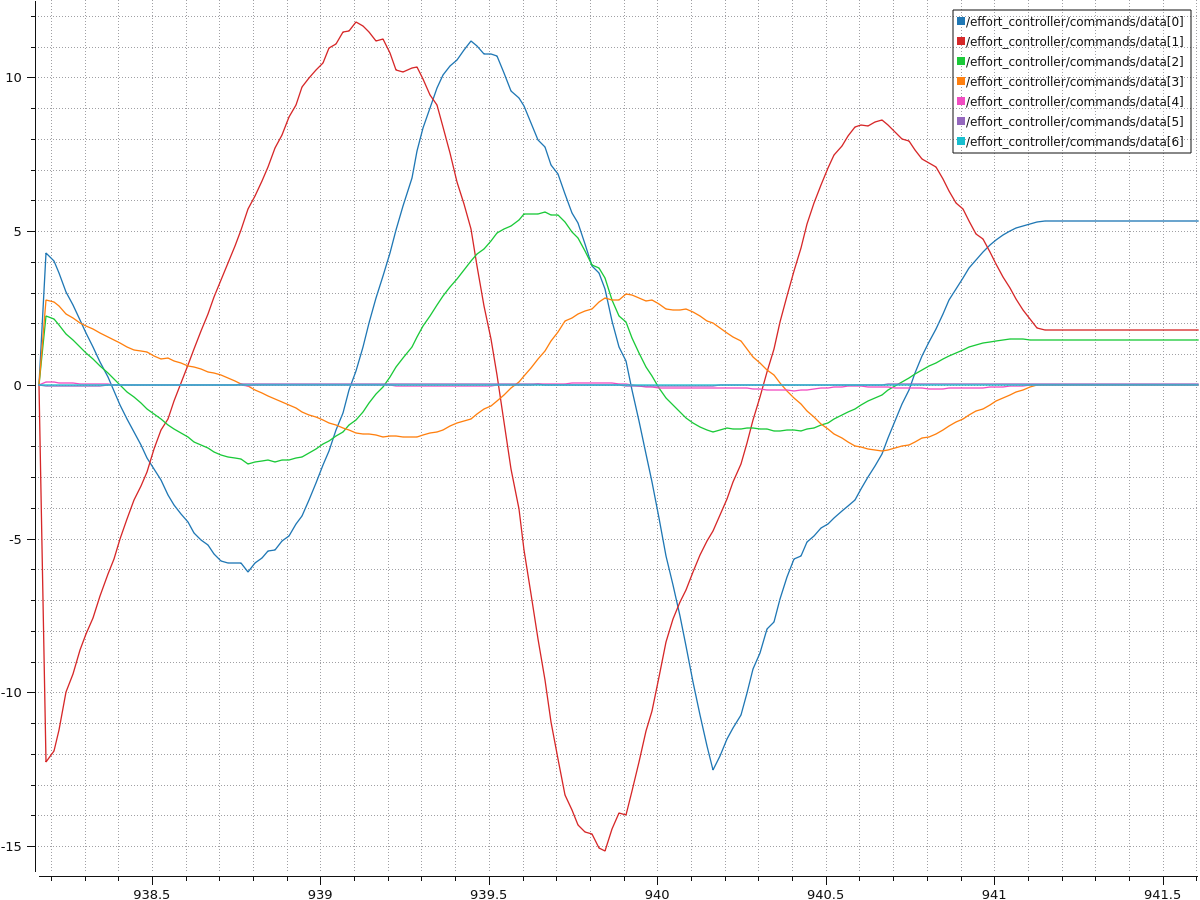 /effort_controller/commands/data[0]
/effort_controller/commands/data[1]
/effort_controller/commands/data[2]
/effort_controller/commands/data[3]
/effort_controller/commands/data[4]
/effort_controller/commands/data[5]
/effort_controller/commands/data[6]
10
5
0
-5
-10
-15
938.5 939 939.5 940 940.5 941 941.5